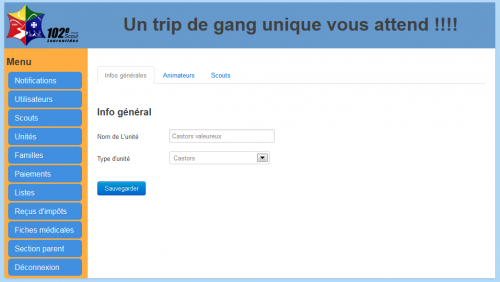 Un trip de gang unique vous attend !!!!
102e
Scout
Laurentides
Menu
Notifications
Utilisateurs
Scouts
Unités
Familles
Paiements
Listes
Reçus d'impôts
Fiches médicales
Section parent
Déconnexion
Infos générales
Animateurs
Scouts
Info général
Nom de L'unité
Castors valeureux
Type d'unité
Castors
Sauvegarder